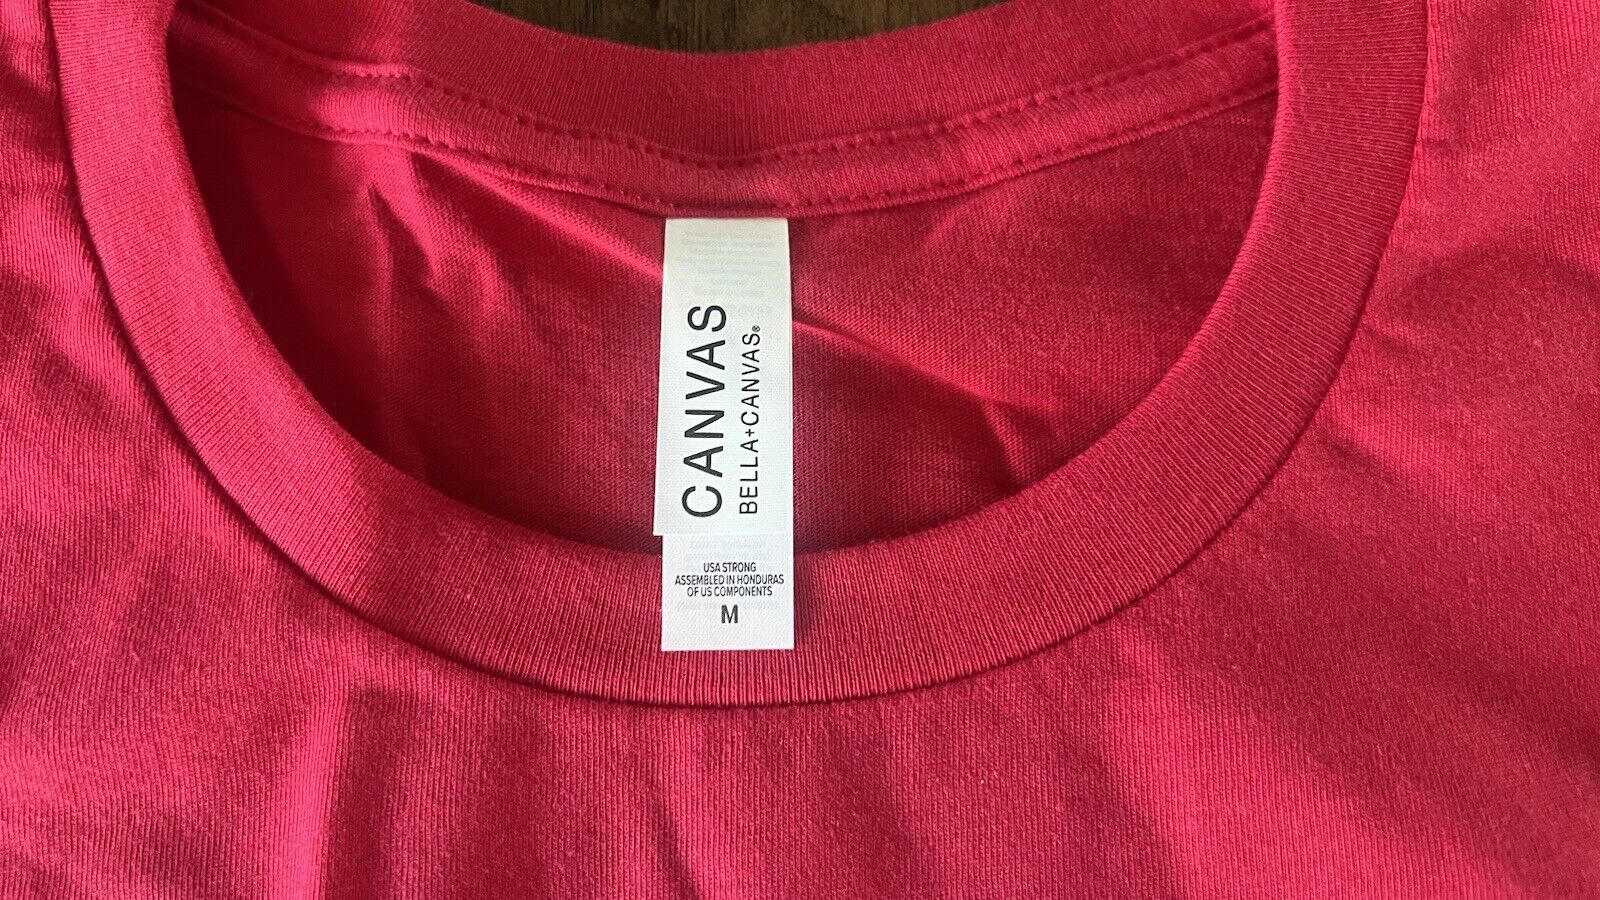 CANVAS
BELLA+CANVAS®
USA STRONG
ASSEMBLED IN HONDURAS
OF US COMPONENTS
M